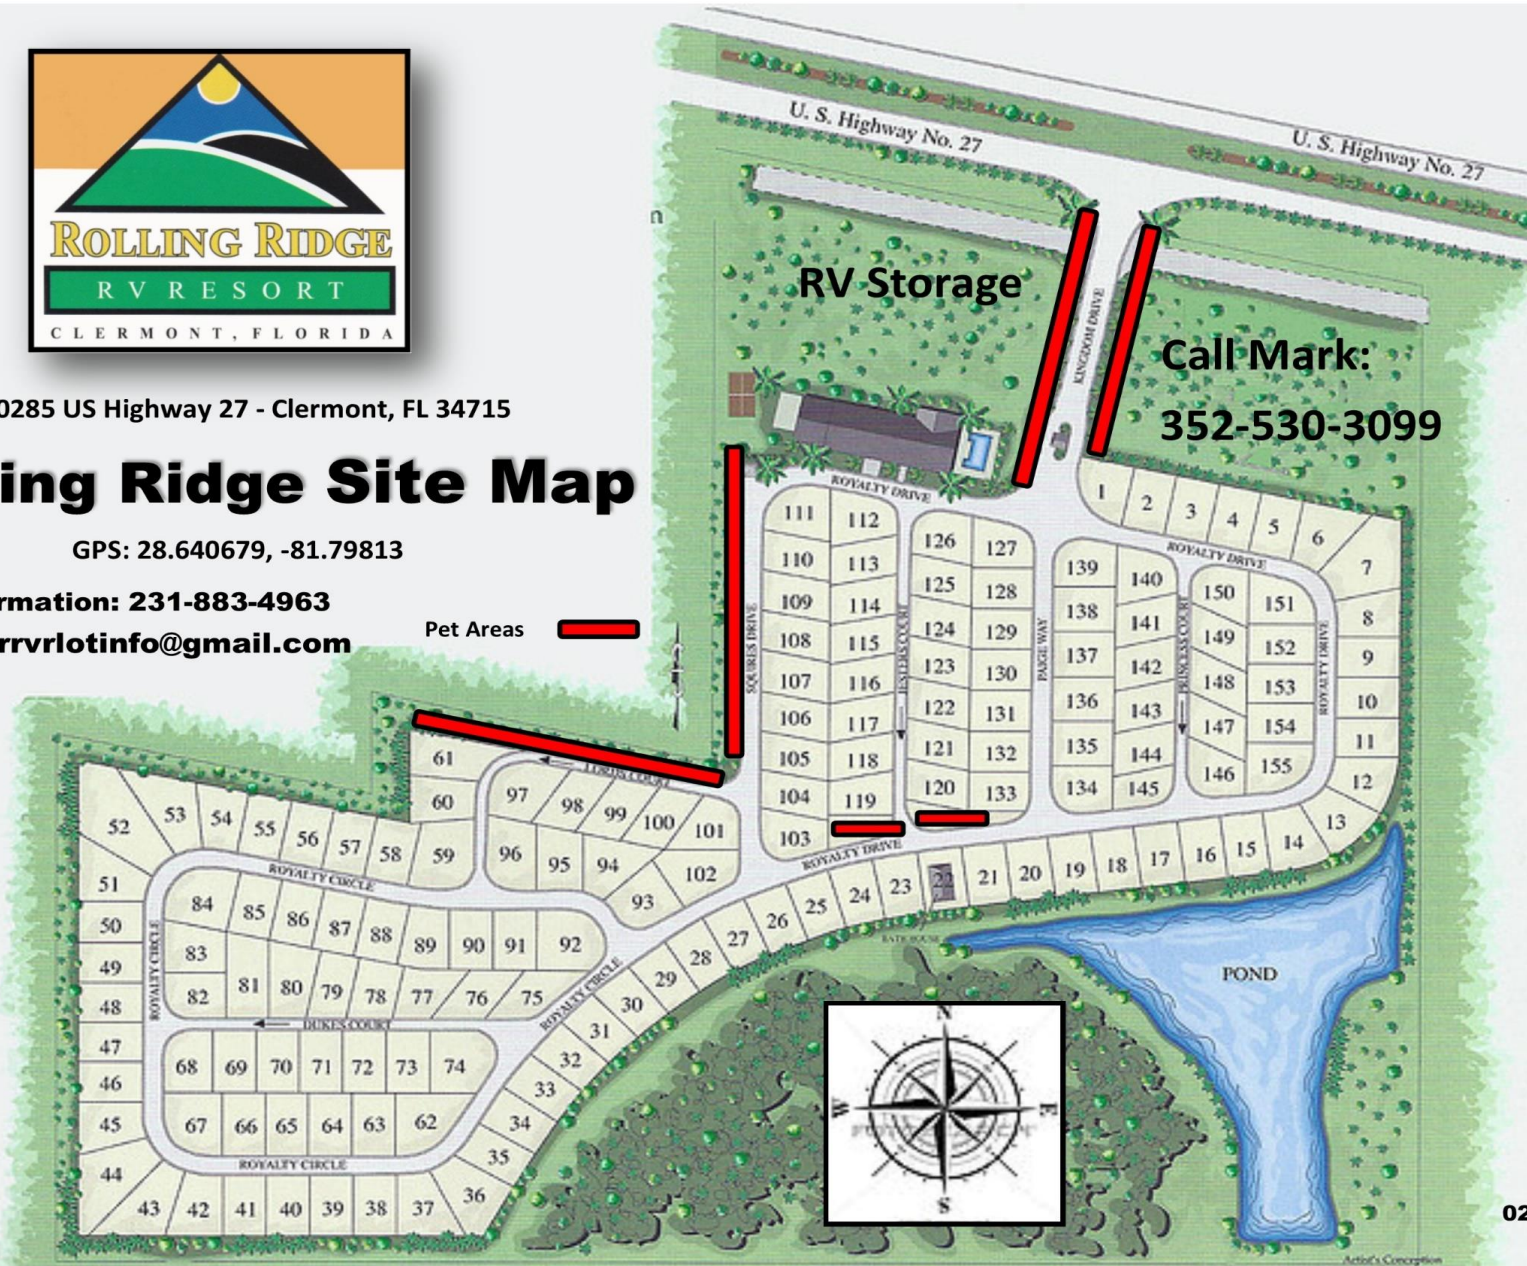 ROLLING RIDGE
RV RESORT
CLERMONT, FLORIDA
0285 US Highway 27 - Clermont, FL 34715
ing Ridge Site Map
GPS: 28.640679, -81.79813
rmation: 231-883-4963
rrvrlotinfo@gmail.com
Pet Areas
n
U. S. Highway No. 27
U. S. Highway No. 27
RV Storage
KINGDOM DRIVE
Call Mark:
352-530-3099
ROYALTY DRIVE
1 2 3 4 5 6 7
ROYALTY DRIVE
8 9 10 11 12 13
ROYALTY DRIVE
SQUIRES DRIVE
111 112
110 113
109 114
108 115
107 116
106 117
105 118
104 119
103
JESTERS COURT
126 127
125 128
124 129
123 130
122 131
121 132
120 133
PAIGE WAY
139 140
138 141
137 142
136 143
135 144
134 145
PRINCESS COURT
150 151
149 152
148 153
147 154
146 155
ROYALTY DRIVE
24 23 22 21 20 19 18 17 16 15 14
BATH HOUSE
POND
61
60
LORDS COURT
97 98 99 100 101
96 95 94 93 102
52 53 54 55 56 57 58 59
51
50
49
48
47
46
45
44
ROYALTY CIRCLE
ROYALTY CIRCLE
84 85 86 87 88 89 90 91 92
83
82 81 80 79 78 77 76 75
DUKES COURT
ROYALTY CIRCLE
68 69 70 71 72 73 74
67 66 65 64 63 62
ROYALTY CIRCLE
43 42 41 40 39 38 37 36
35
34
33
32
31
30
29
28
27
26
25
N
W E
S
02
Artist's Conception